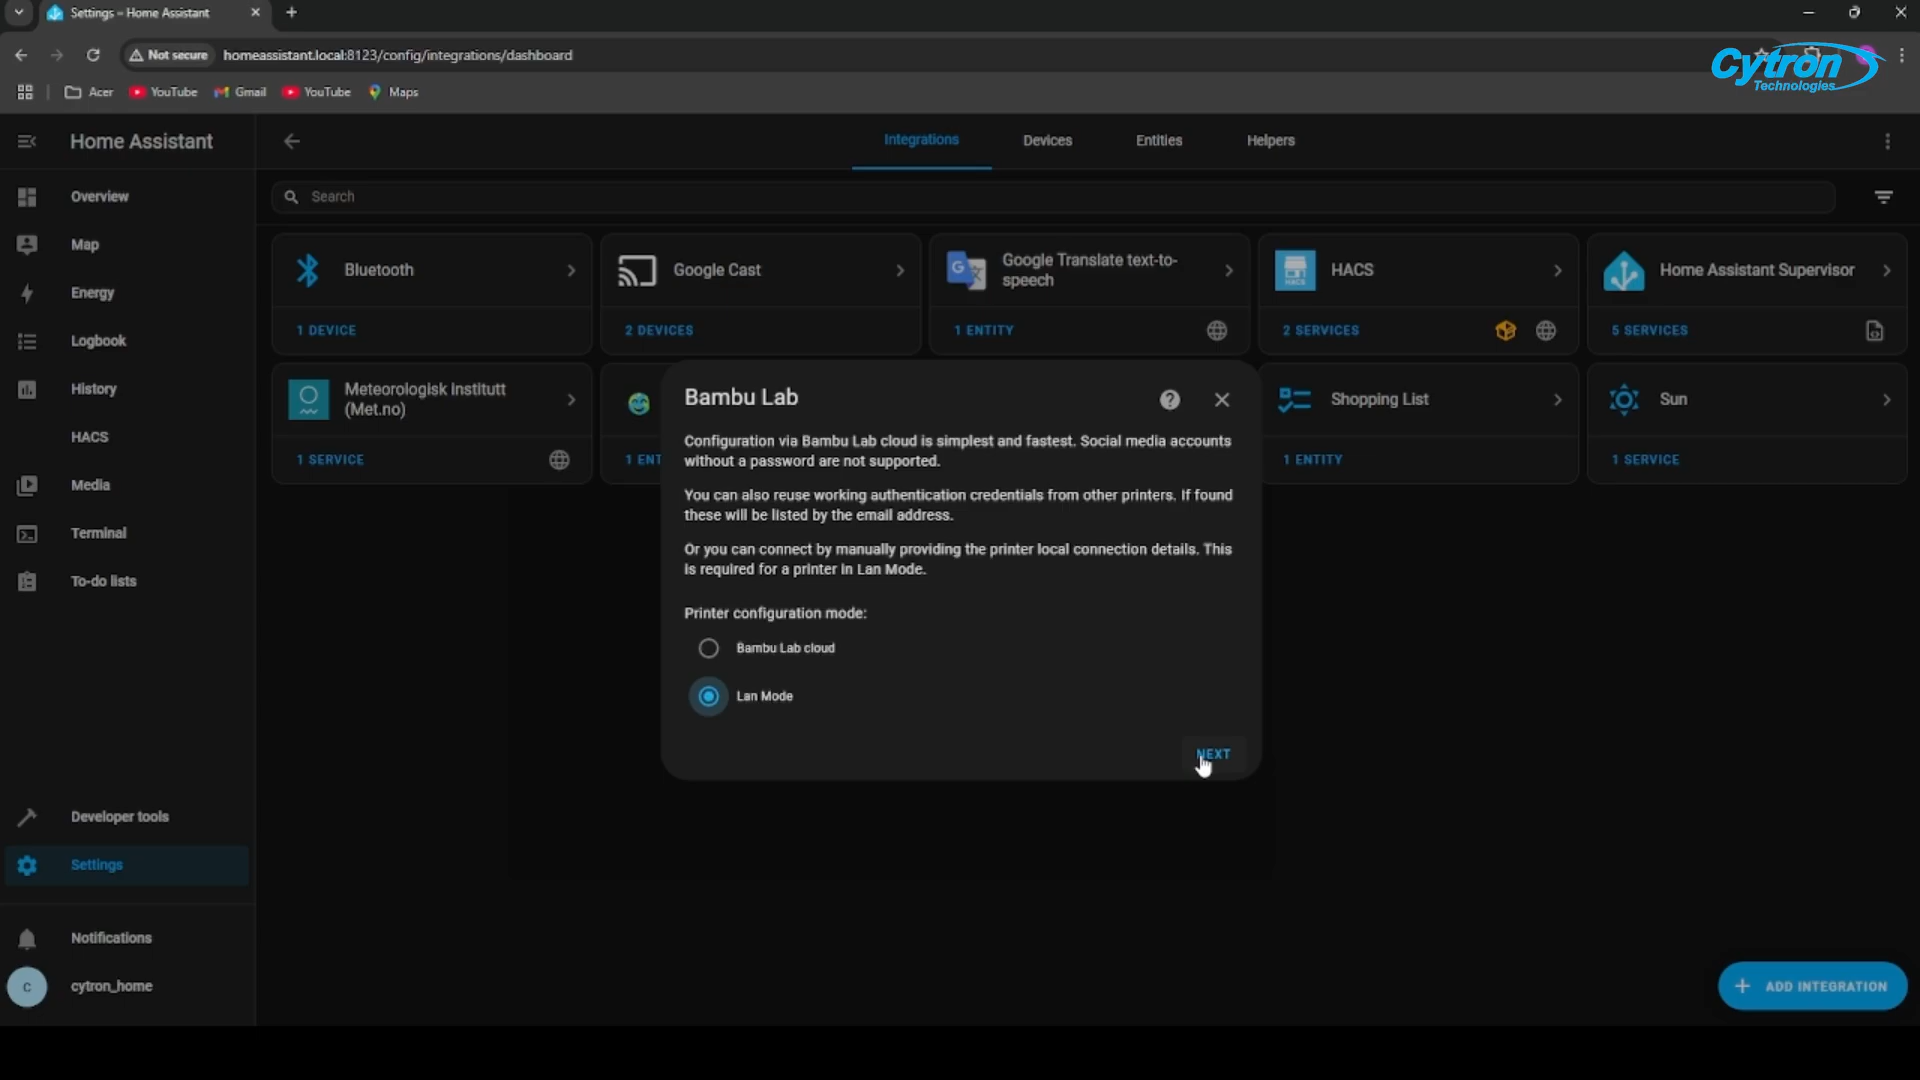 Settings – Home Assistant
Not secure
homeassistant.local:8123/config/integrations/dashboard
Cytron
Technologies
Acer
YouTube
Gmail
YouTube
Maps
Home Assistant
Integrations
Devices
Entities
Helpers
Overview
Search
Map
Energy
Logbook
History
HACS
Media
Terminal
To-do lists
Bluetooth
1 DEVICE
Google Cast
2 DEVICES
Google Translate text-to-
speech
1 ENTITY
HACS
HACS
2 SERVICES
Home Assistant Supervisor
5 SERVICES
Meteorologisk Institutt
(Met.no)
1 SERVICE
1 ENT
Shopping List
1 ENTITY
Sun
1 SERVICE
Bambu Lab
Configuration via Bambu Lab cloud is simplest and fastest. Social media accounts
without a password are not supported.
You can also reuse working authentication credentials from other printers. If found
these will be listed by the email address.
Or you can connect by manually providing the printer local connection details. This
is required for a printer in Lan Mode.
Printer configuration mode:
Bambu Lab cloud
Lan Mode
NEXT
Developer tools
Settings
Notifications
C
cytron_home
ADD INTEGRATION